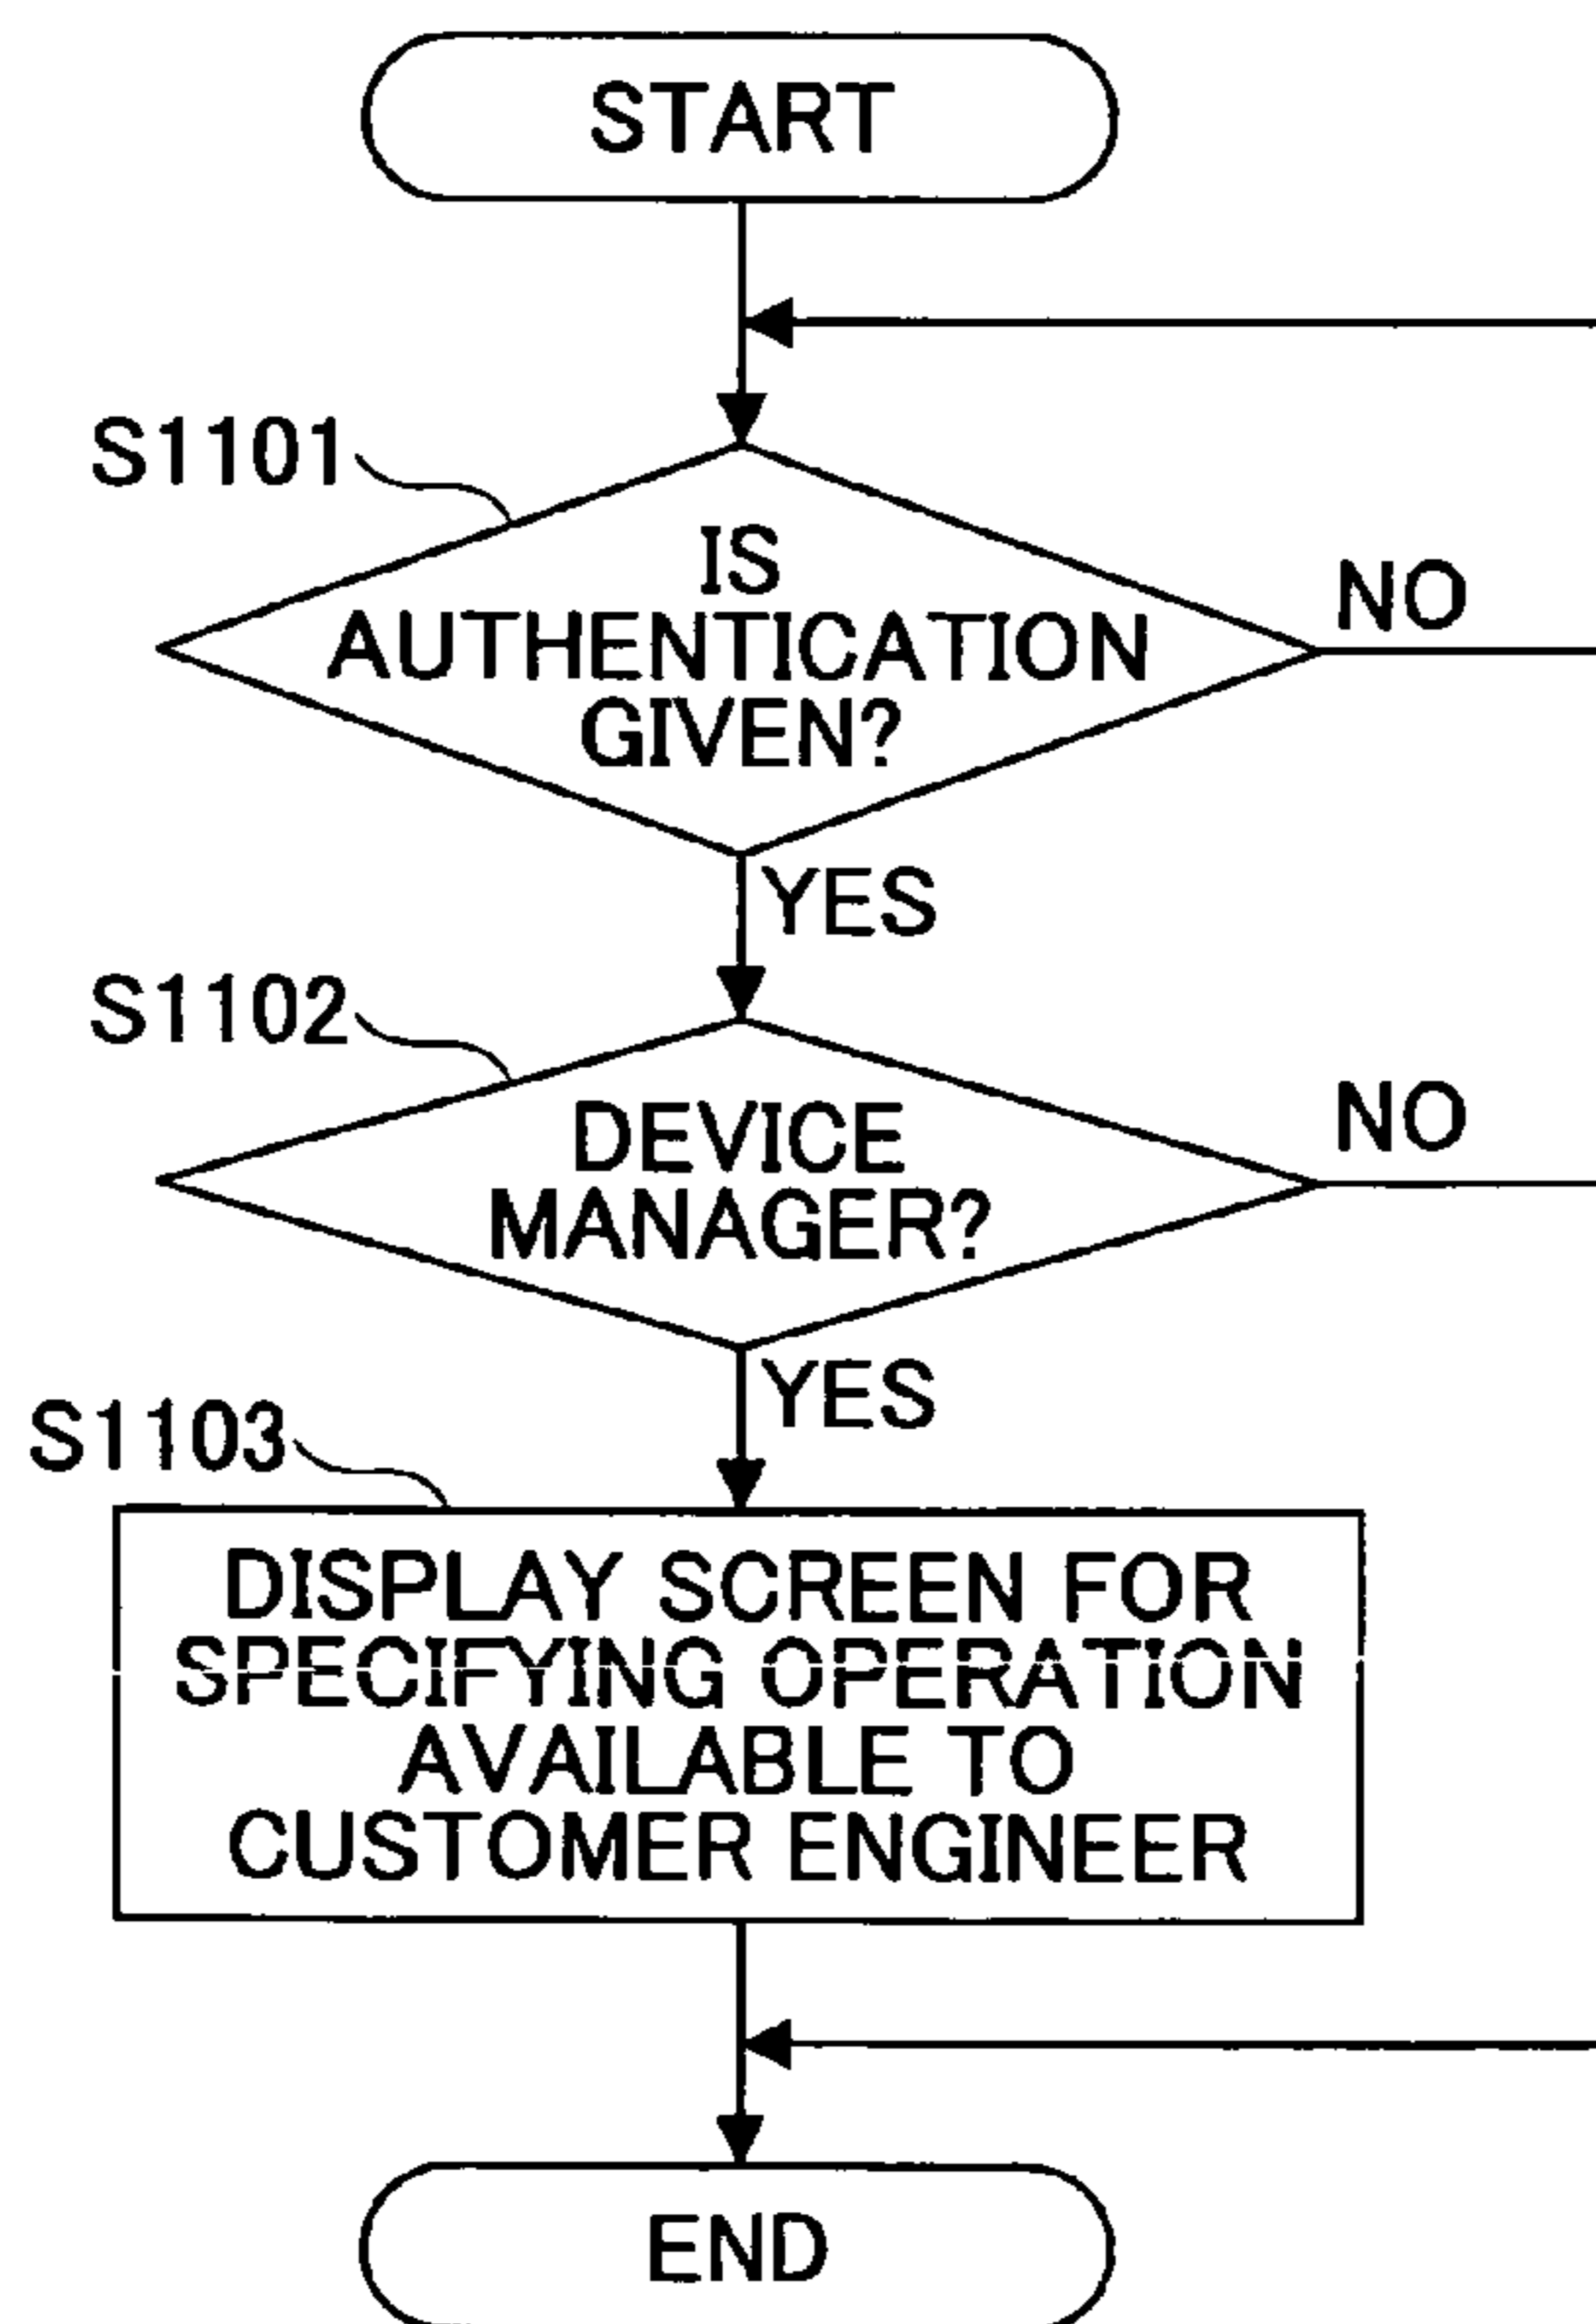 START
S1101
IS
AUTHENTICATION
GIVEN?
NO
YES
S1102
DEVICE
MANAGER?
NO
YES
S1103
DISPLAY SCREEN FOR
SPECIFYING OPERATION
AVAILABLE TO
CUSTOMER ENGINEER
END